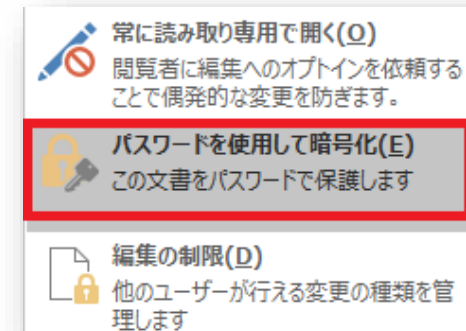 常に読み取り専用で開く(O)
閲覧者に編集へのオプトインを依頼する
ことで偶発的な変更を防ぎます。
パスワードを使用して暗号化(E)
この文書をパスワードで保護します
編集の制限(D)
他のユーザーが行える変更の種類を管
理します